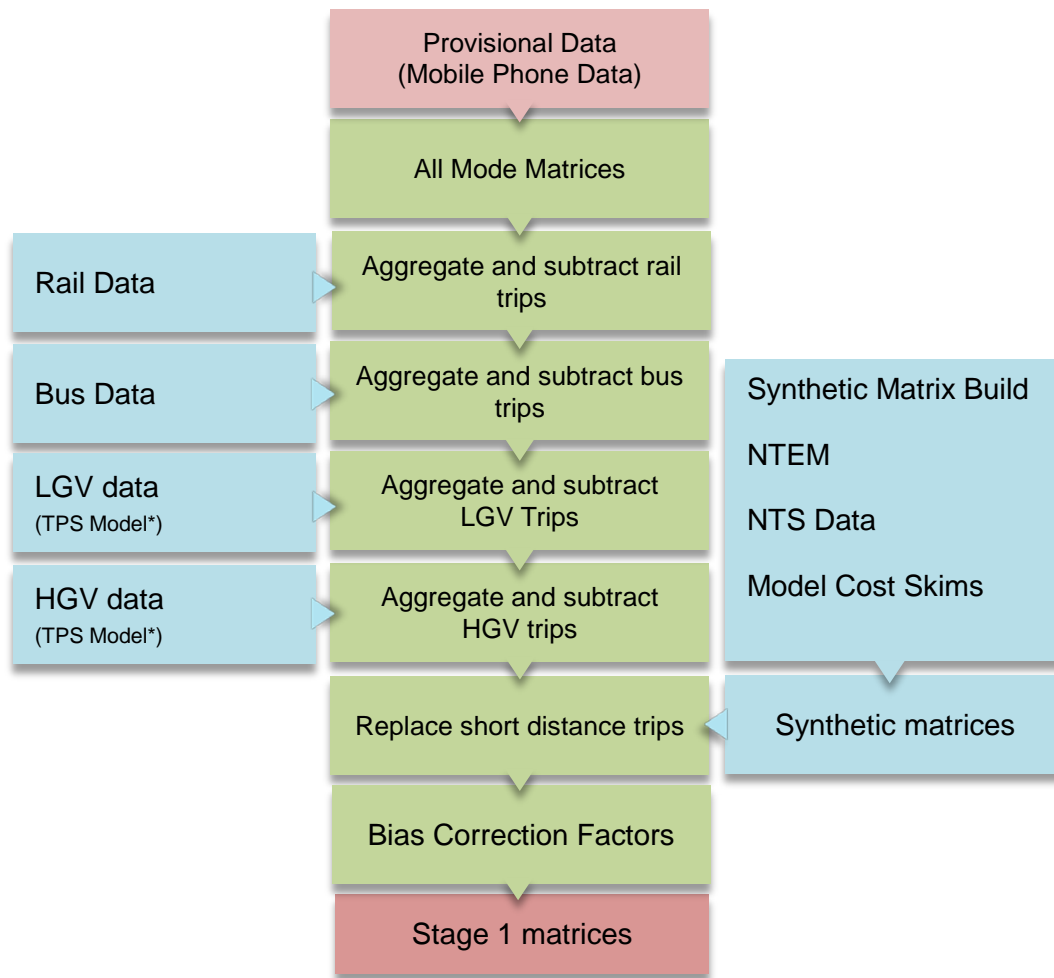 Provisional Data
(Mobile Phone Data)
All Mode Matrices
Rail Data
Aggregate and subtract rail
trips
Bus Data
Aggregate and subtract bus
trips
LGV data
(TPS Model*)
Aggregate and subtract
LGV Trips
HGV data
(TPS Model*)
Aggregate and subtract
HGV trips
Synthetic Matrix Build
NTEM
NTS Data
Model Cost Skims
Replace short distance trips
Synthetic matrices
Bias Correction Factors
Stage 1 matrices